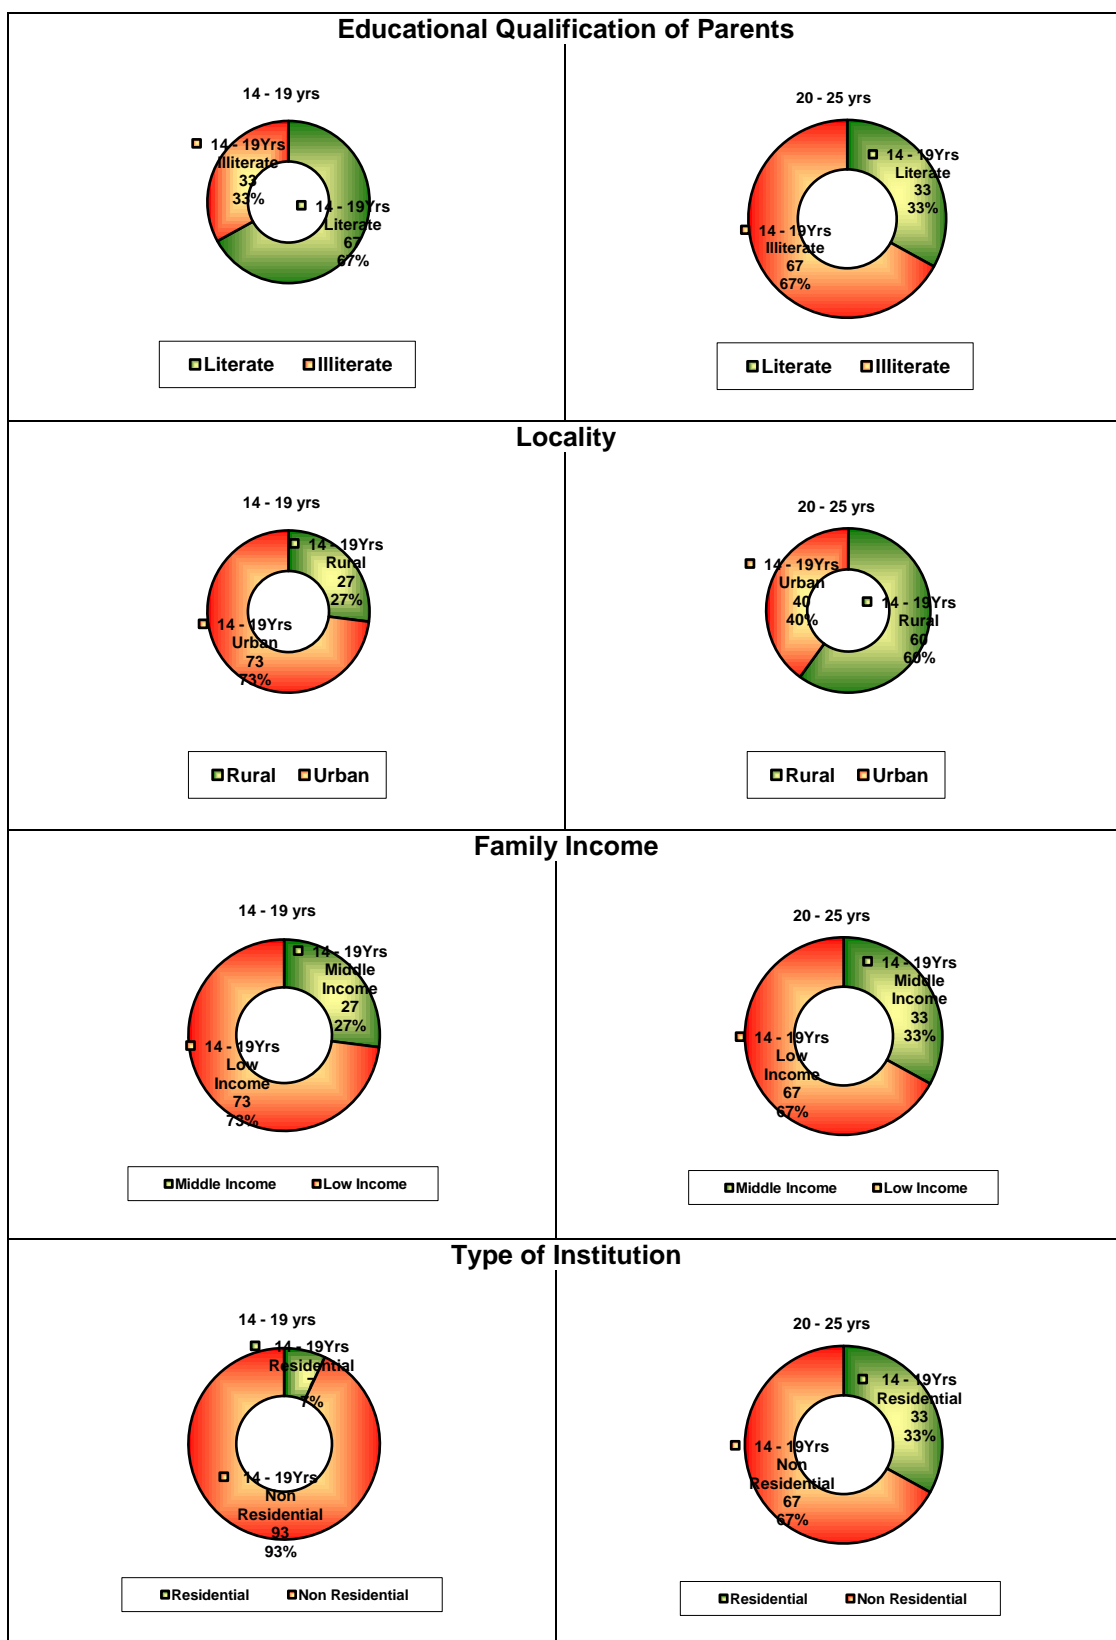 Educational Qualification of Parents
14 - 19 yrs
14 - 19Yrs
Illiterate
33
33%
14 - 19Yrs
Literate
67
67%
Literate Illiterate
20 - 25 yrs
14 - 19Yrs
Literate
33
33%
14 - 19Yrs
Illiterate
67
67%
Literate Illiterate
Locality
14 - 19 yrs
14 - 19Yrs
Rural
27
27%
14 - 19Yrs
Urban
73
73%
Rural Urban
20 - 25 yrs
14 - 19Yrs
Urban
40
40%
14 - 19Yrs
Rural
60
60%
Rural Urban
Family Income
14 - 19 yrs
14 - 19Yrs
Middle
Income
27
27%
14 - 19Yrs
Low
Income
73
73%
Middle Income Low Income
20 - 25 yrs
14 - 19Yrs
Middle
Income
33
33%
14 - 19Yrs
Low
Income
67
67%
Middle Income Low Income
Type of Institution
14 - 19 yrs
14 - 19Yrs
Residential
7
7%
14 - 19Yrs
Non
Residential
93
93%
Residential Non Residential
20 - 25 yrs
14 - 19Yrs
Residential
33
33%
14 - 19Yrs
Non
Residential
67
67%
Residential Non Residential